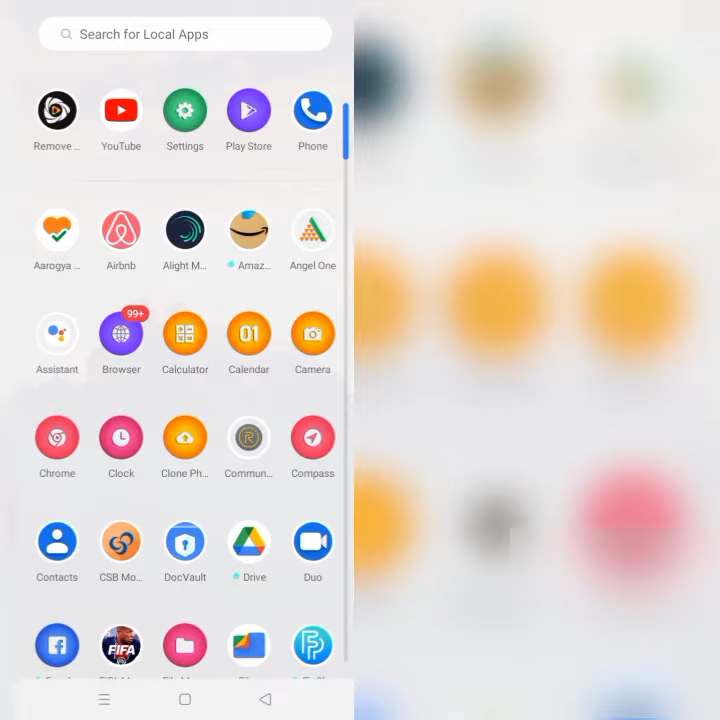 Search for Local Apps
Remove ...
YouTube
Settings
Play Store
Phone
Aarogya ...
Airbnb
Alight M...
Amaz...
Angel One
99+
01
Assistant
Browser
Calculator
Calendar
Camera
Chrome
Clock
Clone Ph...
Commun...
Compass
Contacts
CSB Mo...
DocVault
Drive
Duo
FIFA